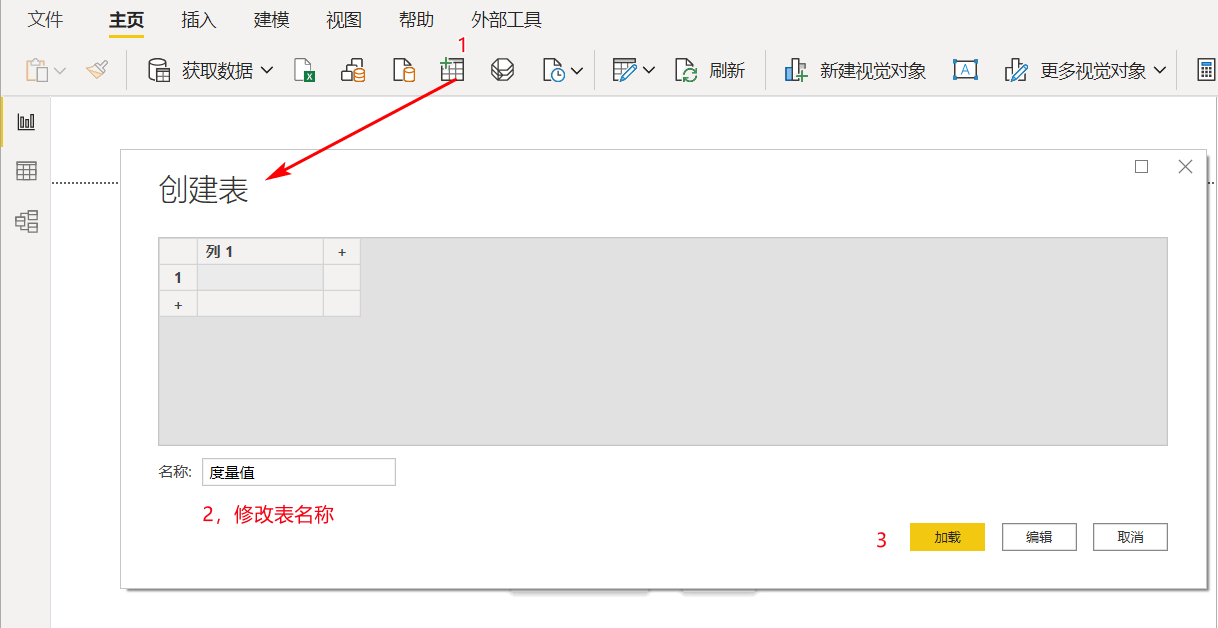 文件 主页 插入 建模 视图 帮助 外部工具
1
获取数据 刷新 新建视觉对象 A 更多视觉对象
创建表
列 1 +
1
+
名称: 度量值
2，修改表名称
3 加载 编辑 取消